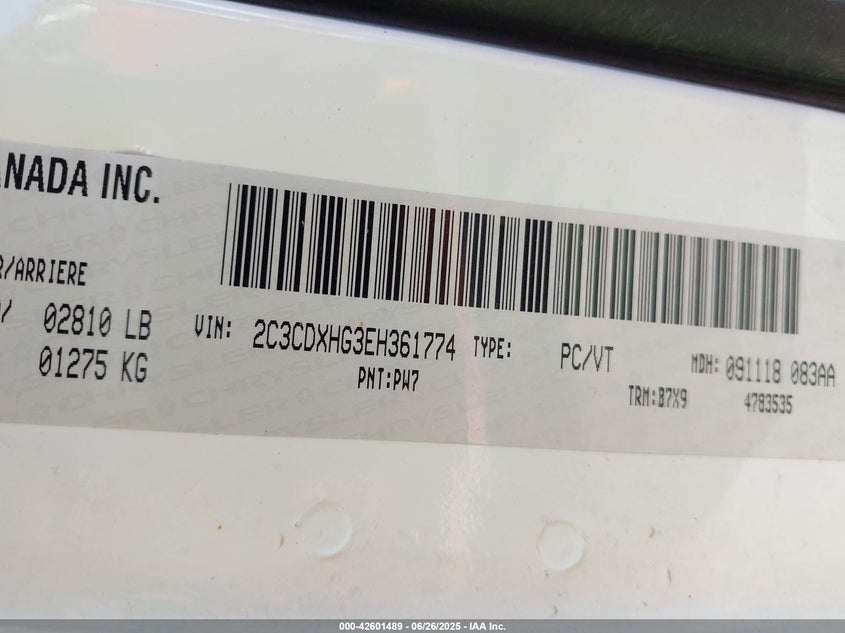 ANADA INC.
R/ARRIERE
02810 LB
01275 KG
VIN: 2C3CDXHG3EH361774 TYPE: PC/VT MDH: 091118 083AA
PNT:PW7 TRM:B7X9 4783535
000-42601489 - 06/26/2025 - IAA Inc.